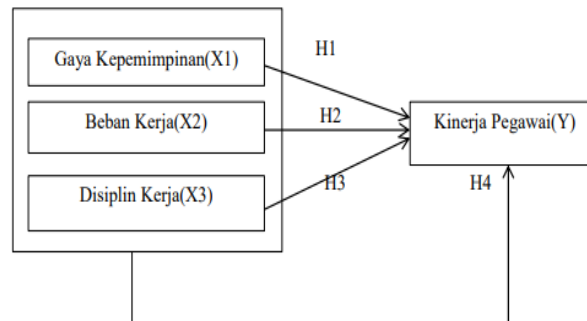 Gaya Kepemimpinan(X1)
H1
Beban Kerja(X2)
H2
Kinerja Pegawai(Y)
Disiplin Kerja(X3)
H3
H4